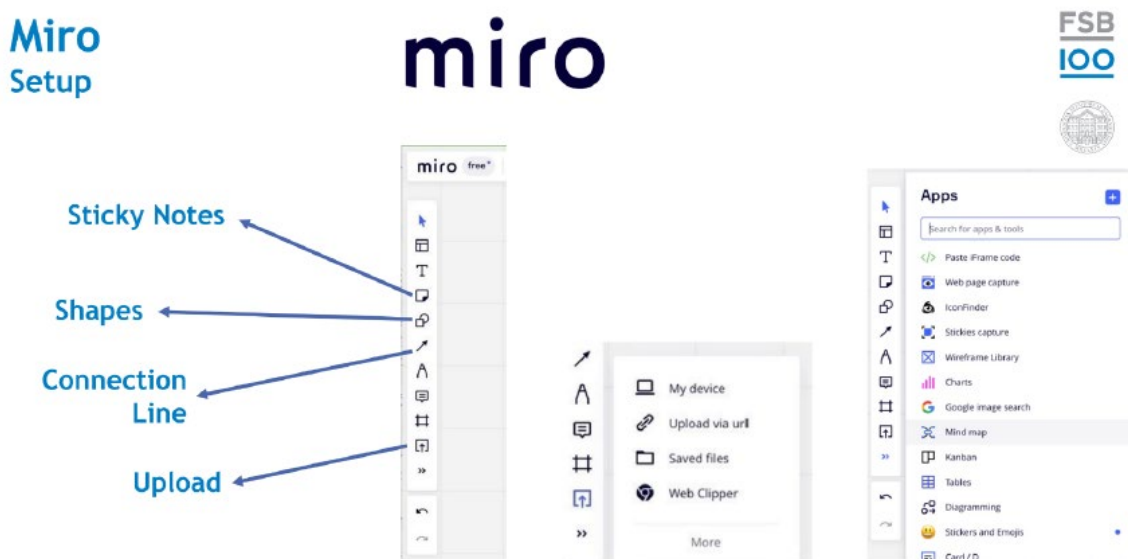 Miro
Setup
miro
FSB
100
Sticky Notes
Shapes
Connection
Line
Upload
miro free
T
My device
Upload via url
Saved files
Web Clipper
More
T
Apps
Search for apps & tools
Paste iFrame code
Web page capture
IconFinder
Stickies capture
Wireframe Library
Charts
Google image search
Mind map
Kanban
Tables
Diagramming
Stickers and Emojis